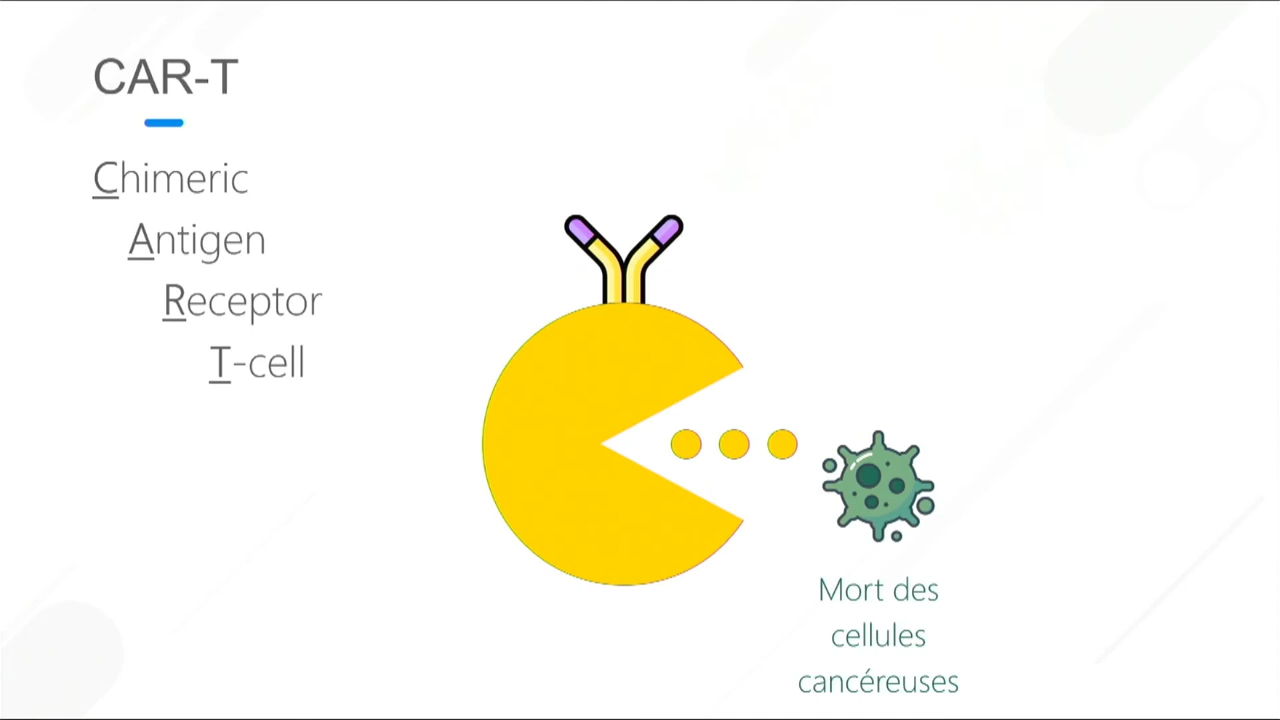 CAR-T
Chimeric
Antigen
Receptor
T-cell
Mort des
cellules
cancéreuses